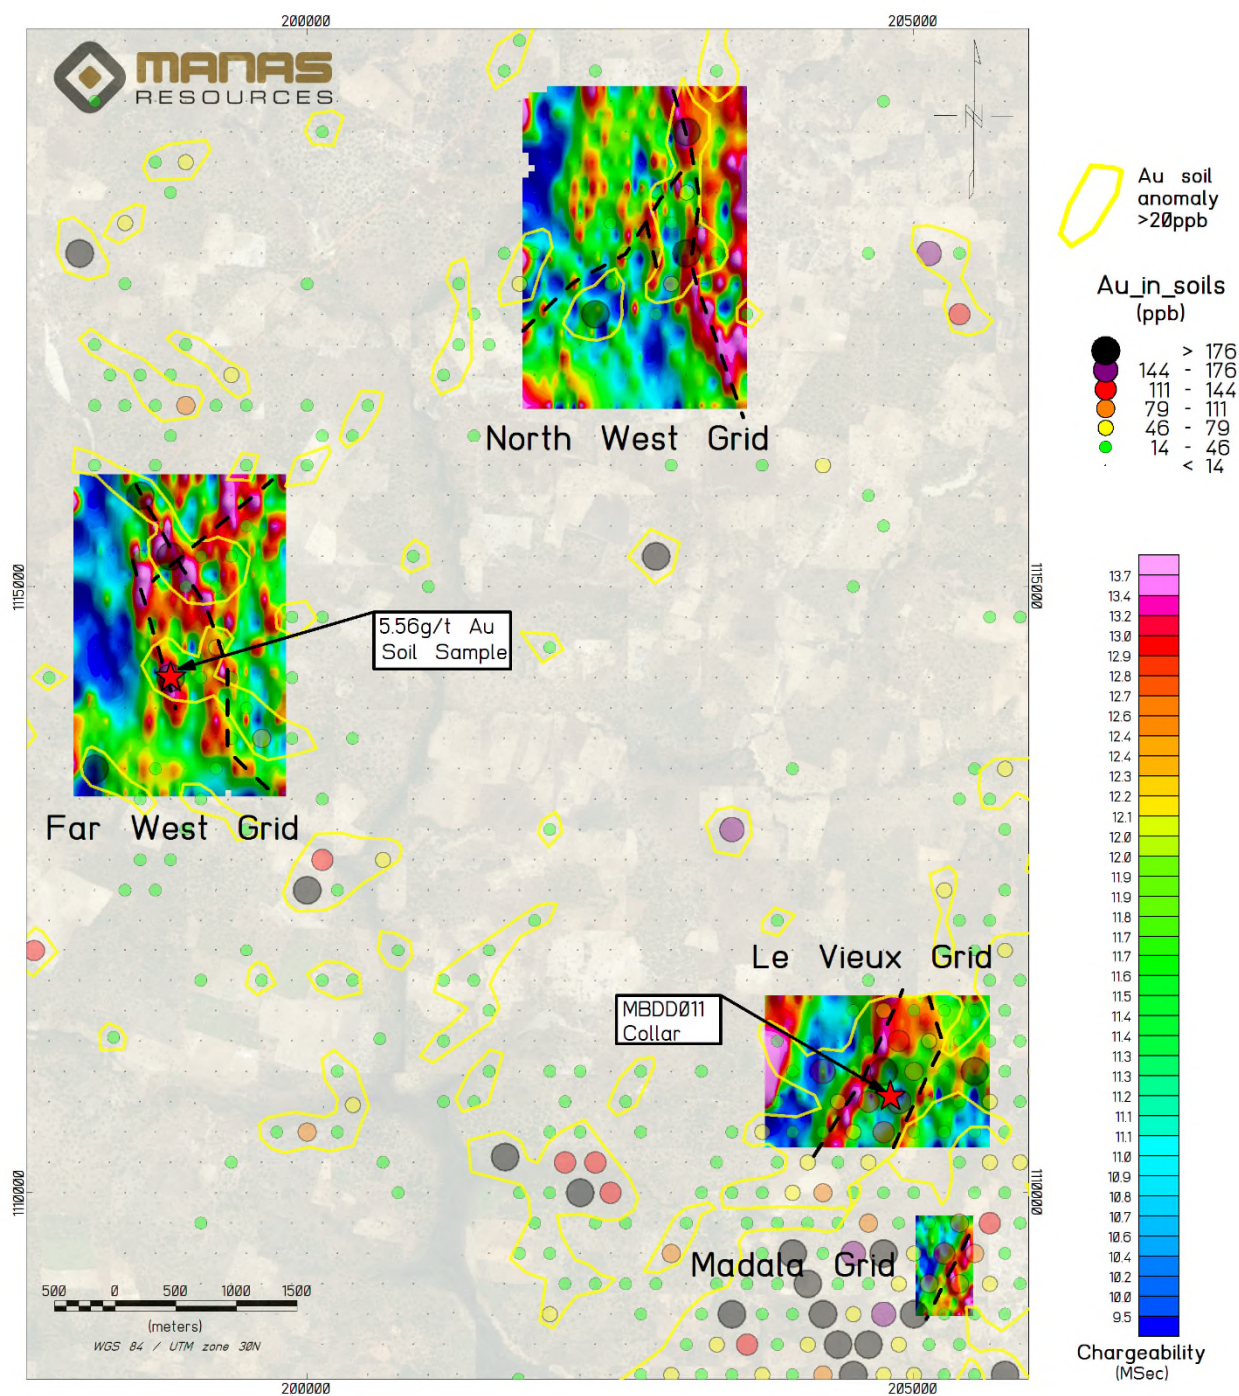 200000
205000
MANAS
RESOURCES
N
Au soil
anomaly
>20ppb
Au_in_soils
(ppb)
> 176
144 - 176
111 - 144
79 - 111
46 - 79
14 - 46
< 14
North West Grid
1115000
1115000
5.56g/t Au
Soil Sample
Far West Grid
Le Vieux Grid
MBDD011
Collar
1110000
1110000
Madala Grid
500 0 500 1000 1500
(meters)
WGS 84 / UTM zone 30N
200000
205000
13.7
13.4
13.2
13.0
12.9
12.8
12.7
12.6
12.4
12.4
12.3
12.2
12.1
12.0
12.0
11.9
11.9
11.8
11.7
11.7
11.6
11.5
11.4
11.4
11.3
11.3
11.2
11.1
11.1
11.0
10.9
10.8
10.7
10.6
10.4
10.2
10.0
9.5
Chargeability
(MSec)